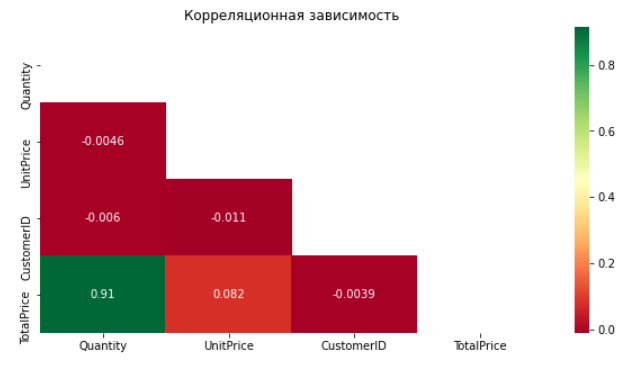 Корреляционная зависимость
Quantity
UnitPrice
CustomerID
TotalPrice
-0.0046
-0.006 -0.011
0.91 0.082 -0.0039
Quantity UnitPrice CustomerID TotalPrice
0.8
0.6
0.4
0.2
0.0